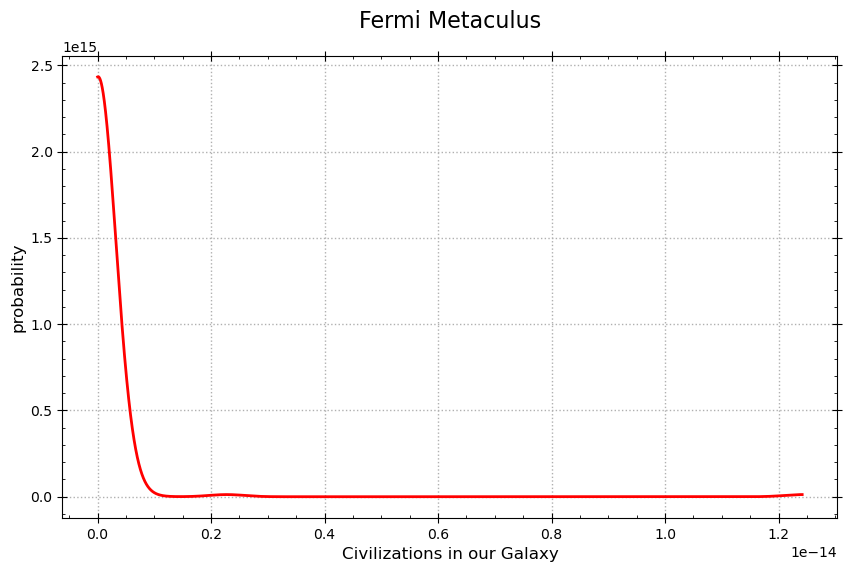 Fermi Metaculus
1e15
2.5
2.0
1.5
1.0
0.5
0.0
probability
0.0 0.2 0.4 0.6 0.8 1.0 1.2
1e−14
Civilizations in our Galaxy